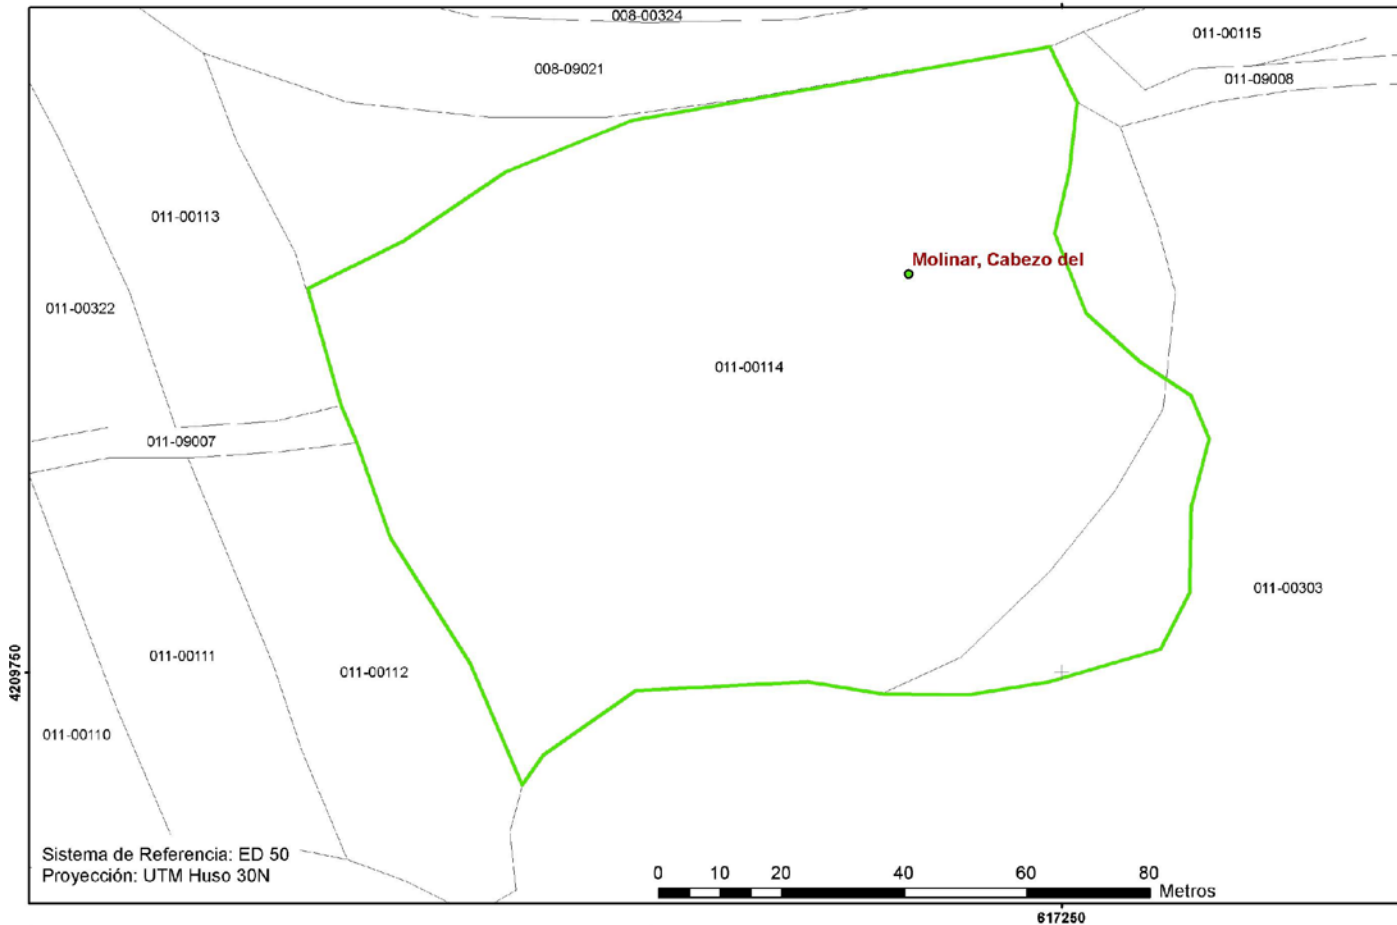 008-00324
011-00115
008-09021
011-09008
011-00113
Molinar, Cabezo del
011-00322
011-00114
011-09007
011-00303
4209750
011-00111
011-00112
011-00110
Sistema de Referencia: ED 50
Proyección: UTM Huso 30N
0 10 20 40 60 80
Metros
617250